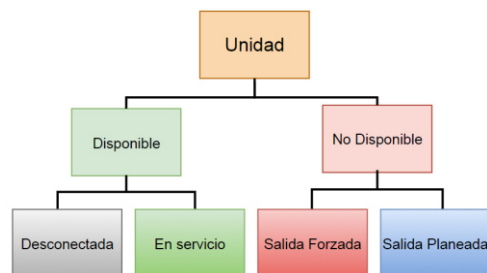 Unidad
Disponible
No Disponible
Desconectada
En servicio
Salida Forzada
Salida Planeada